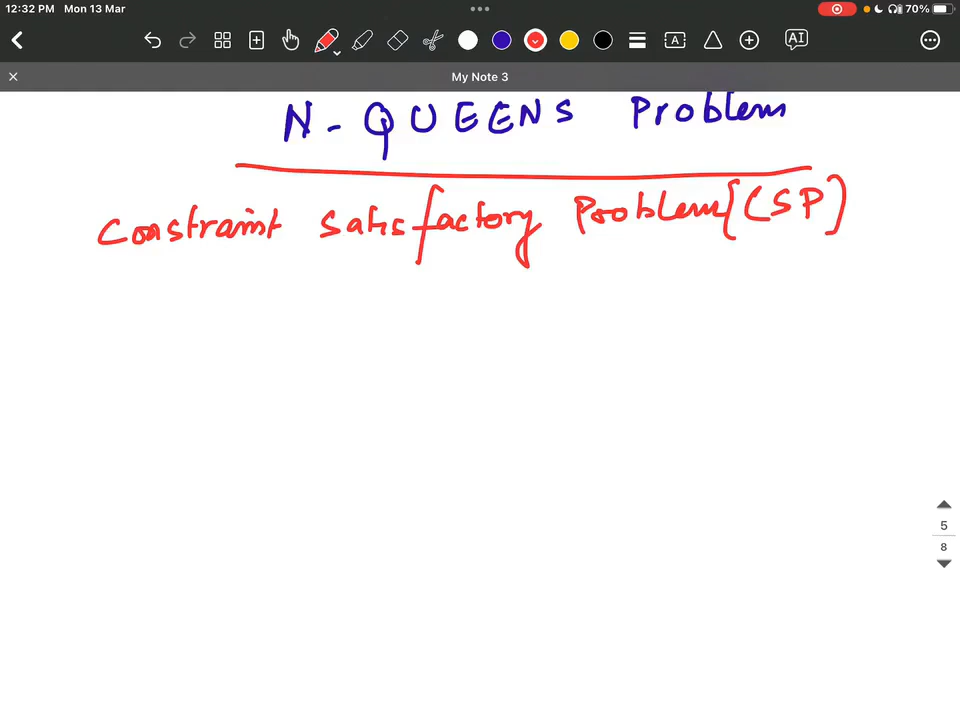 12:32 PM Mon 13 Mar
70%
A
AI
My Note 3
N-QUEENS Problem
Constraint Satisfactory Problem{(CSP)
5
8